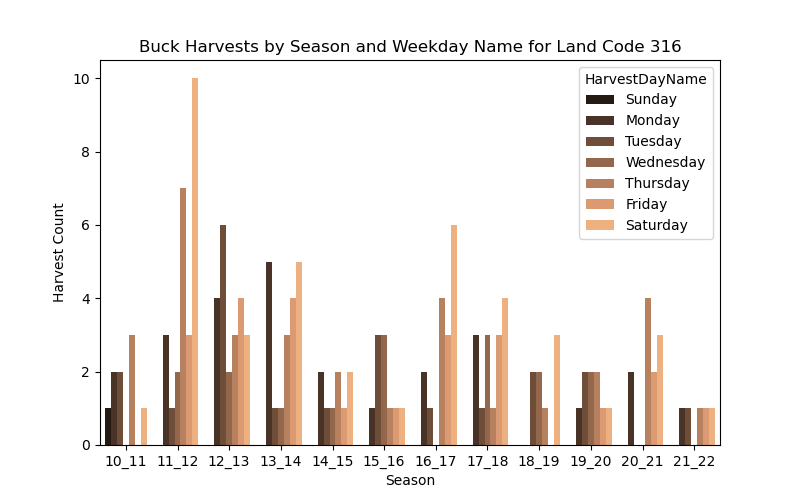 Buck Harvests by Season and Weekday Name for Land Code 316
HarvestDayName
Sunday
Monday
Tuesday
Wednesday
Thursday
Friday
Saturday
Harvest Count
10
8
6
4
2
0
10_11 11_12 12_13 13_14 14_15 15_16 16_17 17_18 18_19 19_20 20_21 21_22
Season